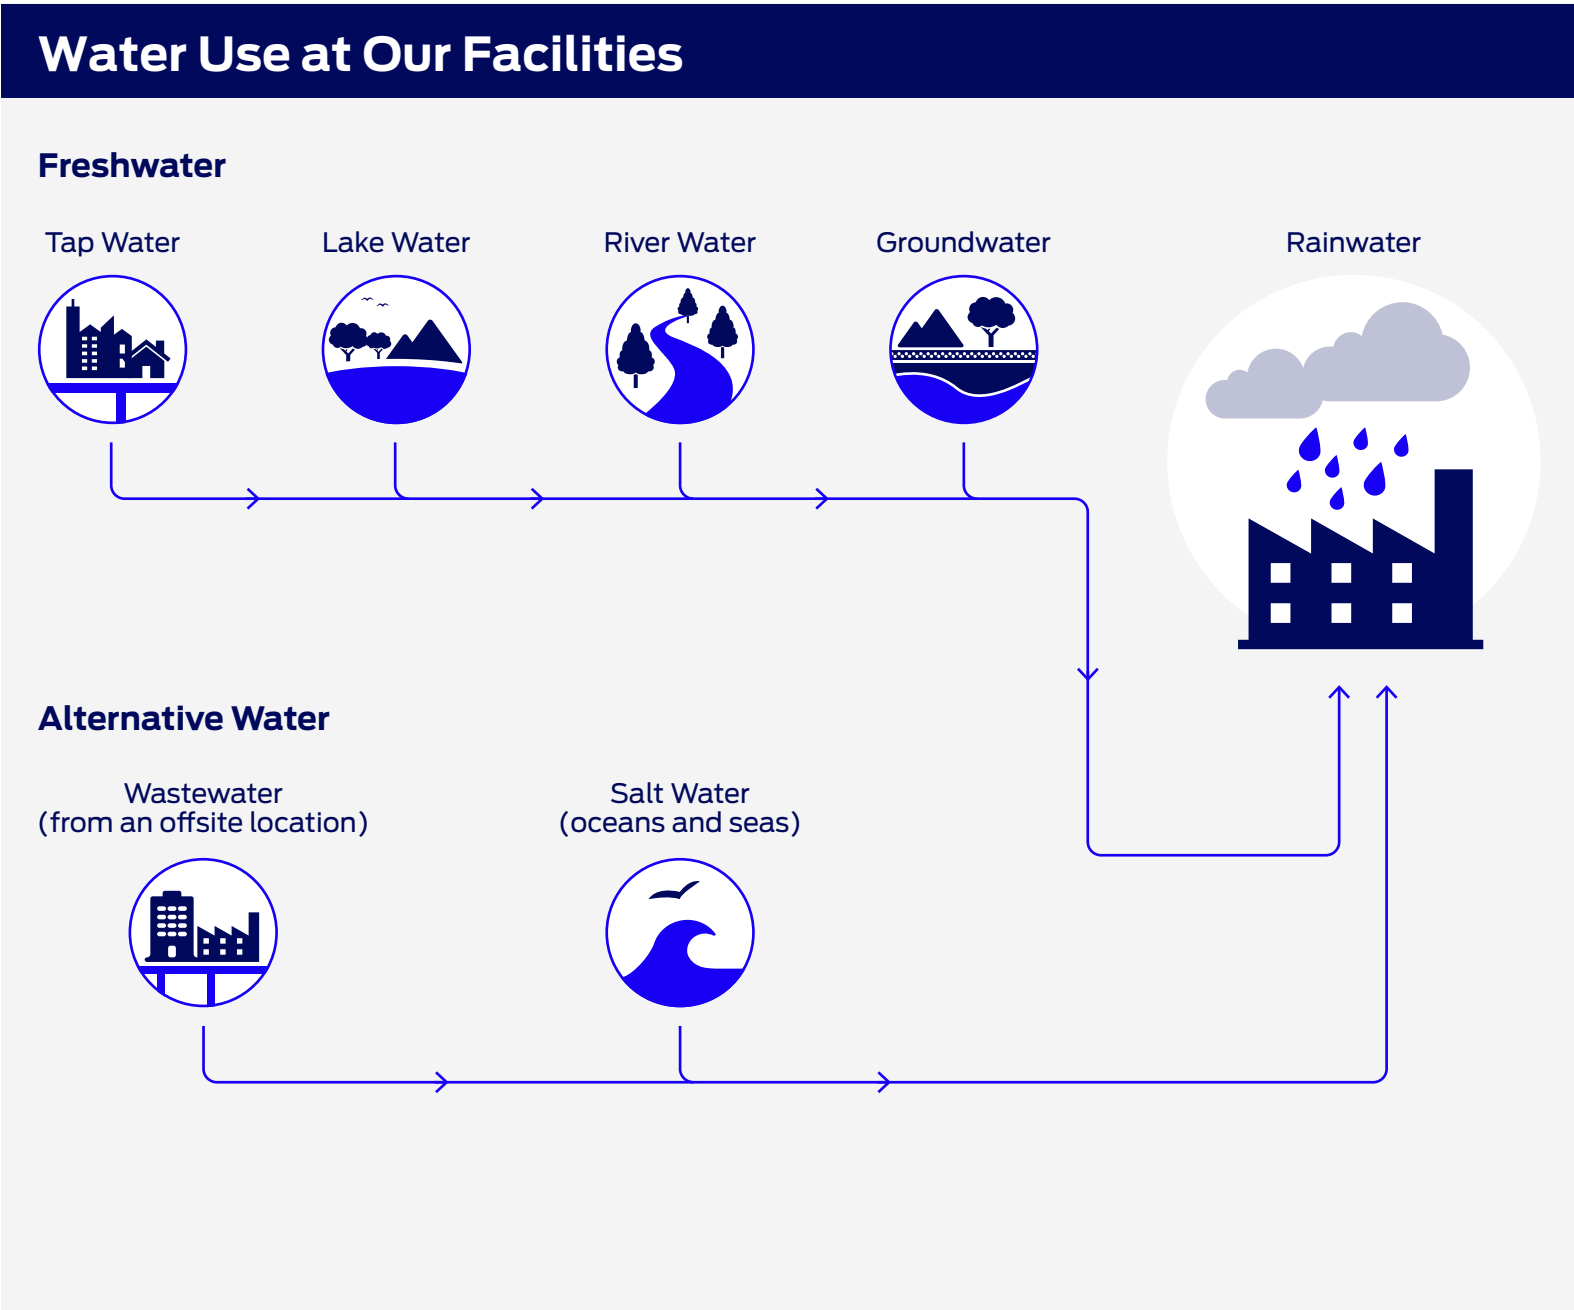 Water Use at Our Facilities
Freshwater
Tap Water
Lake Water
River Water
Groundwater
Rainwater
Alternative Water
Wastewater
(from an offsite location)
Salt Water
(oceans and seas)